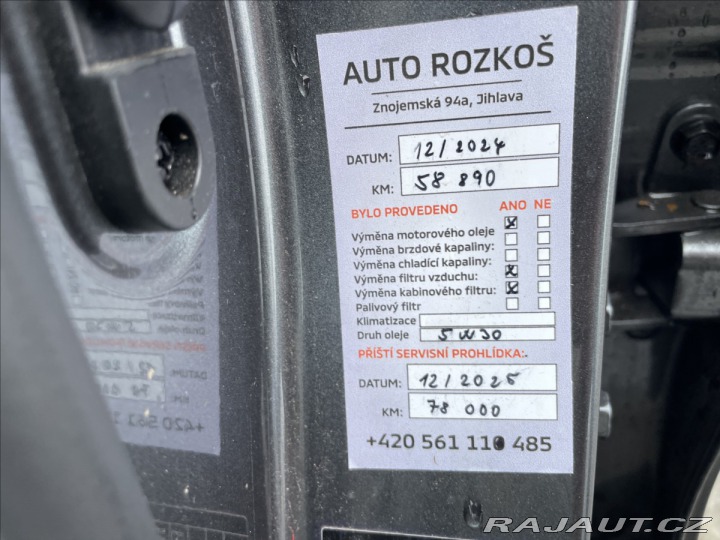 AUTO ROZKOŠ
Znojemská 94a, Jihlava
DATUM: 12/2024
KM: 58 890
BYLO PROVEDENO ANO NE
Výměna motorového oleje
Výměna brzdové kapaliny:
Výměna chladící kapaliny:
Výměna filtru vzduchu:
Výměna kabinového filtru:
Palivový filtr
Klimatizace
Druh oleje 5W30
PŘÍŠTÍ SERVISNÍ PROHLÍDKA:.
DATUM: 12/2025
KM: 78 000
+420 561 110 485
RAJAUT.CZ